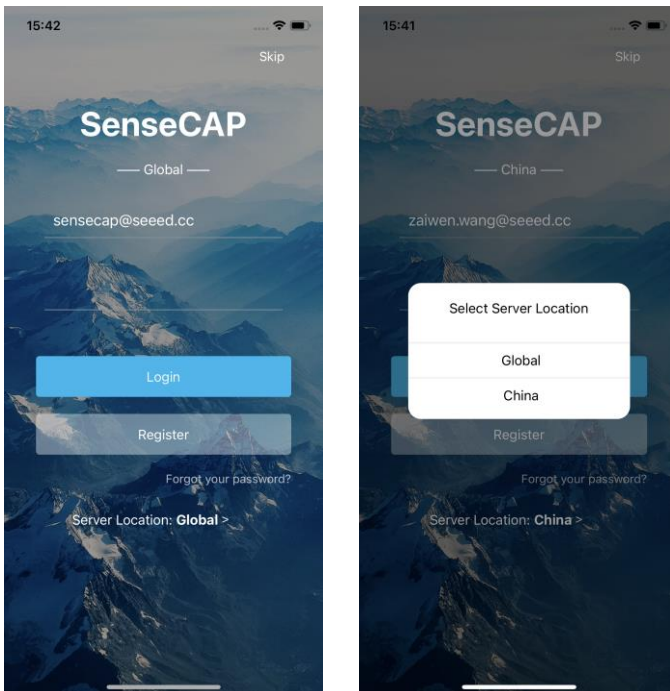 15:42
Skip
SenseCAP
Global
sensecap@seeed.cc
Login
Register
Forgot your password?
Server Location: Global >
15:41
Skip
SenseCAP
China
zaiwen.wang@seeed.cc
Select Server Location
Global
China
Register
Forgot your password?
Server Location: China >